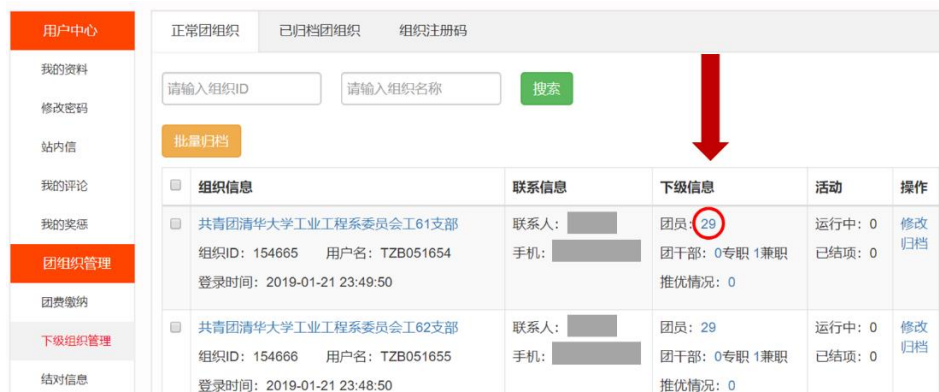 用户中心
我的资料
修改密码
站内信
我的评论
我的奖惩
团组织管理
团费缴纳
下级组织管理
结对信息
正常团组织 已归档团组织 组织注册码
请输入组织ID 请输入组织名称 搜索
批量归档
组织信息 联系信息 下级信息 活动 操作
共青团清华大学工业工程系委员会工61支部 联系人: 团员: 29 运行中: 0 修改
组织ID: 154665 用户名: TZB051654 手机: 团干部: 0专职 1兼职 已结项: 0 归档
登录时间: 2019-01-21 23:49:50 推优情况: 0
共青团清华大学工业工程系委员会工62支部 联系人: 团员: 29 运行中: 0 修改
组织ID: 154666 用户名: TZB051655 手机: 团干部: 0专职 1兼职 已结项: 0 归档
登录时间: 2019-01-21 23:48:50 推优情况: 0